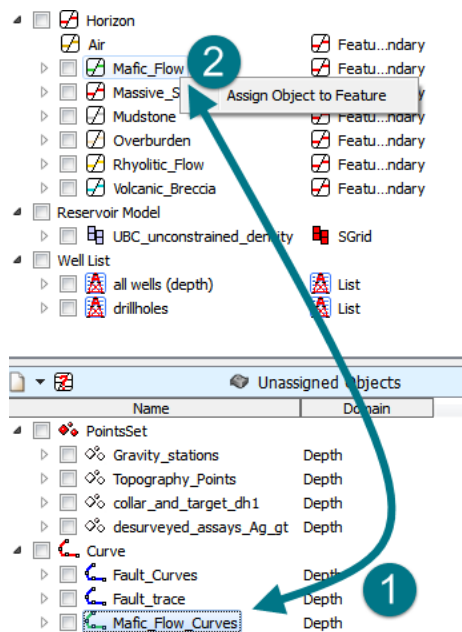 Horizon
Air Featu...ndary
Mafic_Flow 2 Featu...ndary
Massive_S Assign Object to Feature
Mudstone Featu...ndary
Overburden Featu...ndary
Rhyolitic_Flow Featu...ndary
Volcanic_Breccia Featu...ndary
Reservoir Model
UBC_unconstrained_density SGrid
Well List
all wells (depth) List
drillholes List
Unassigned Objects
Name Domain
PointsSet
Gravity_stations Depth
Topography_Points Depth
collar_and_target_dh1 Depth
desurveyed_assays_Ag_gt Depth
Curve
Fault_Curves Depth
Fault_trace Depth 1
Mafic_Flow_Curves Depth